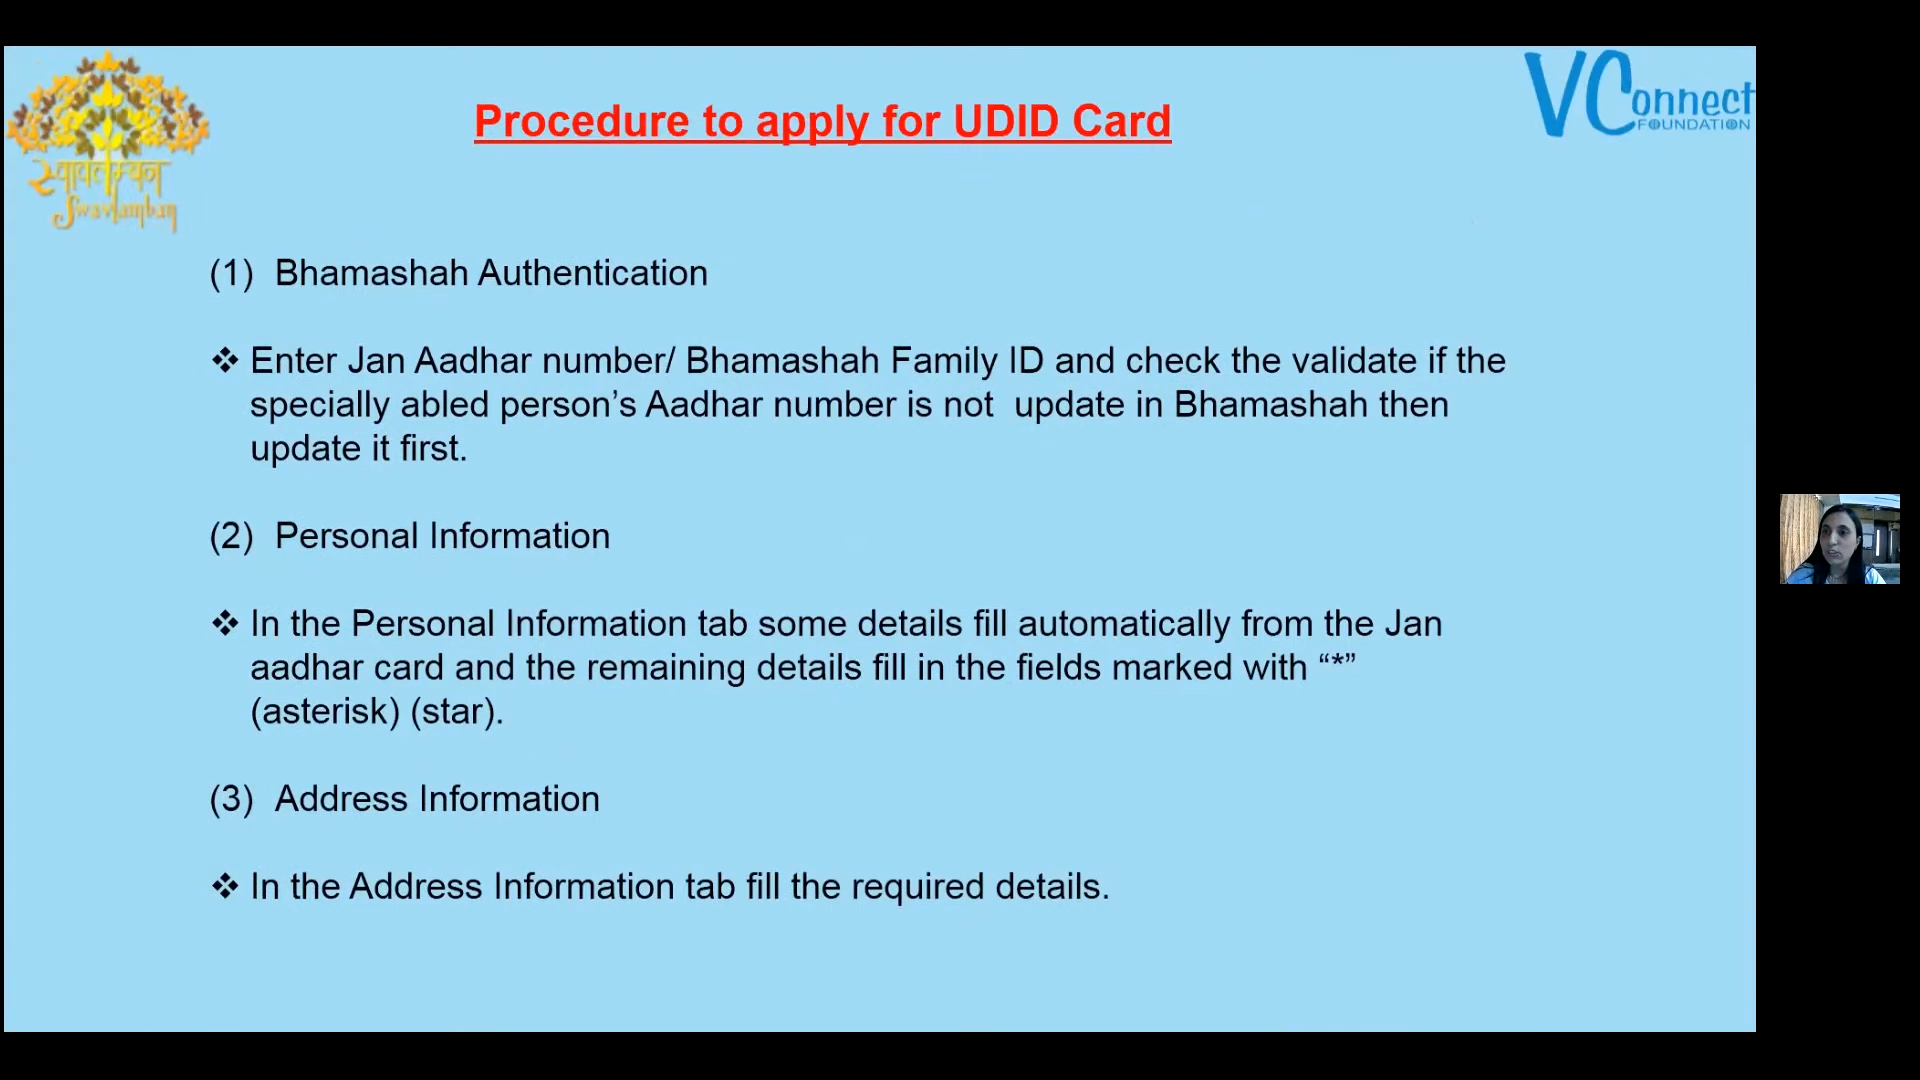 स्वावलम्बन
Swavlamban
VConnect
FOUNDATION
Procedure to apply for UDID Card
(1) Bhamashah Authentication
❖ Enter Jan Aadhar number/ Bhamashah Family ID and check the validate if the
specially abled person’s Aadhar number is not  update in Bhamashah then
update it first.
(2) Personal Information
❖ In the Personal Information tab some details fill automatically from the Jan
aadhar card and the remaining details fill in the fields marked with “*”
(asterisk) (star).
(3) Address Information
❖ In the Address Information tab fill the required details.